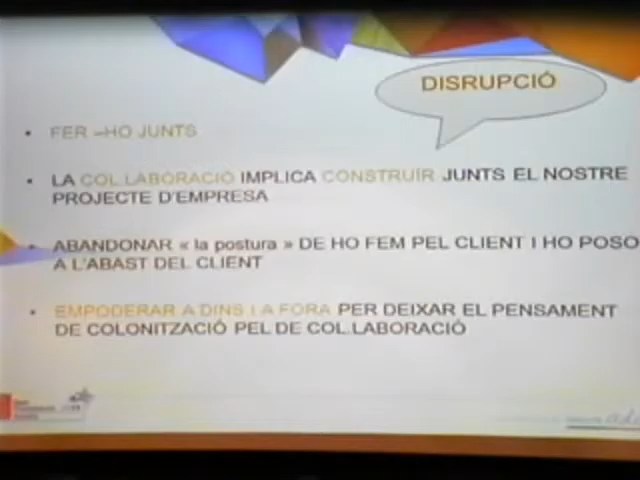 DISRUPCIÓ
• FER –HO JUNTS
• LA COL.LABORACIÓ IMPLICA CONSTRUIR JUNTS EL NOSTRE
PROJECTE D'EMPRESA
• ABANDONAR « la postura » DE HO FEM PEL CLIENT I HO POSO
A L'ABAST DEL CLIENT
• EMPODERAR A DINS I A FORA PER DEIXAR EL PENSAMENT
DE COLONITZACIÓ PEL DE COL.LABORACIÓ